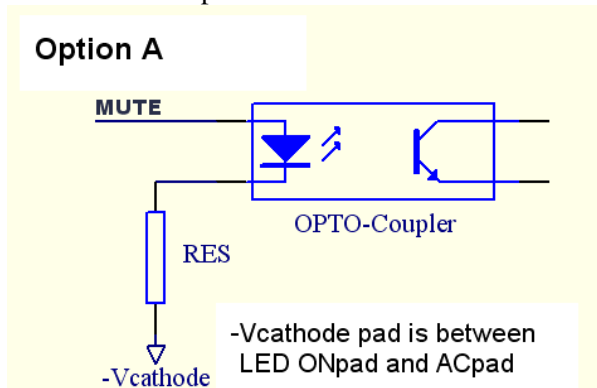 Option A
MUTE
OPTO-Coupler
RES
-Vcathode pad is between
LED ONpad and ACpad
-Vcathode